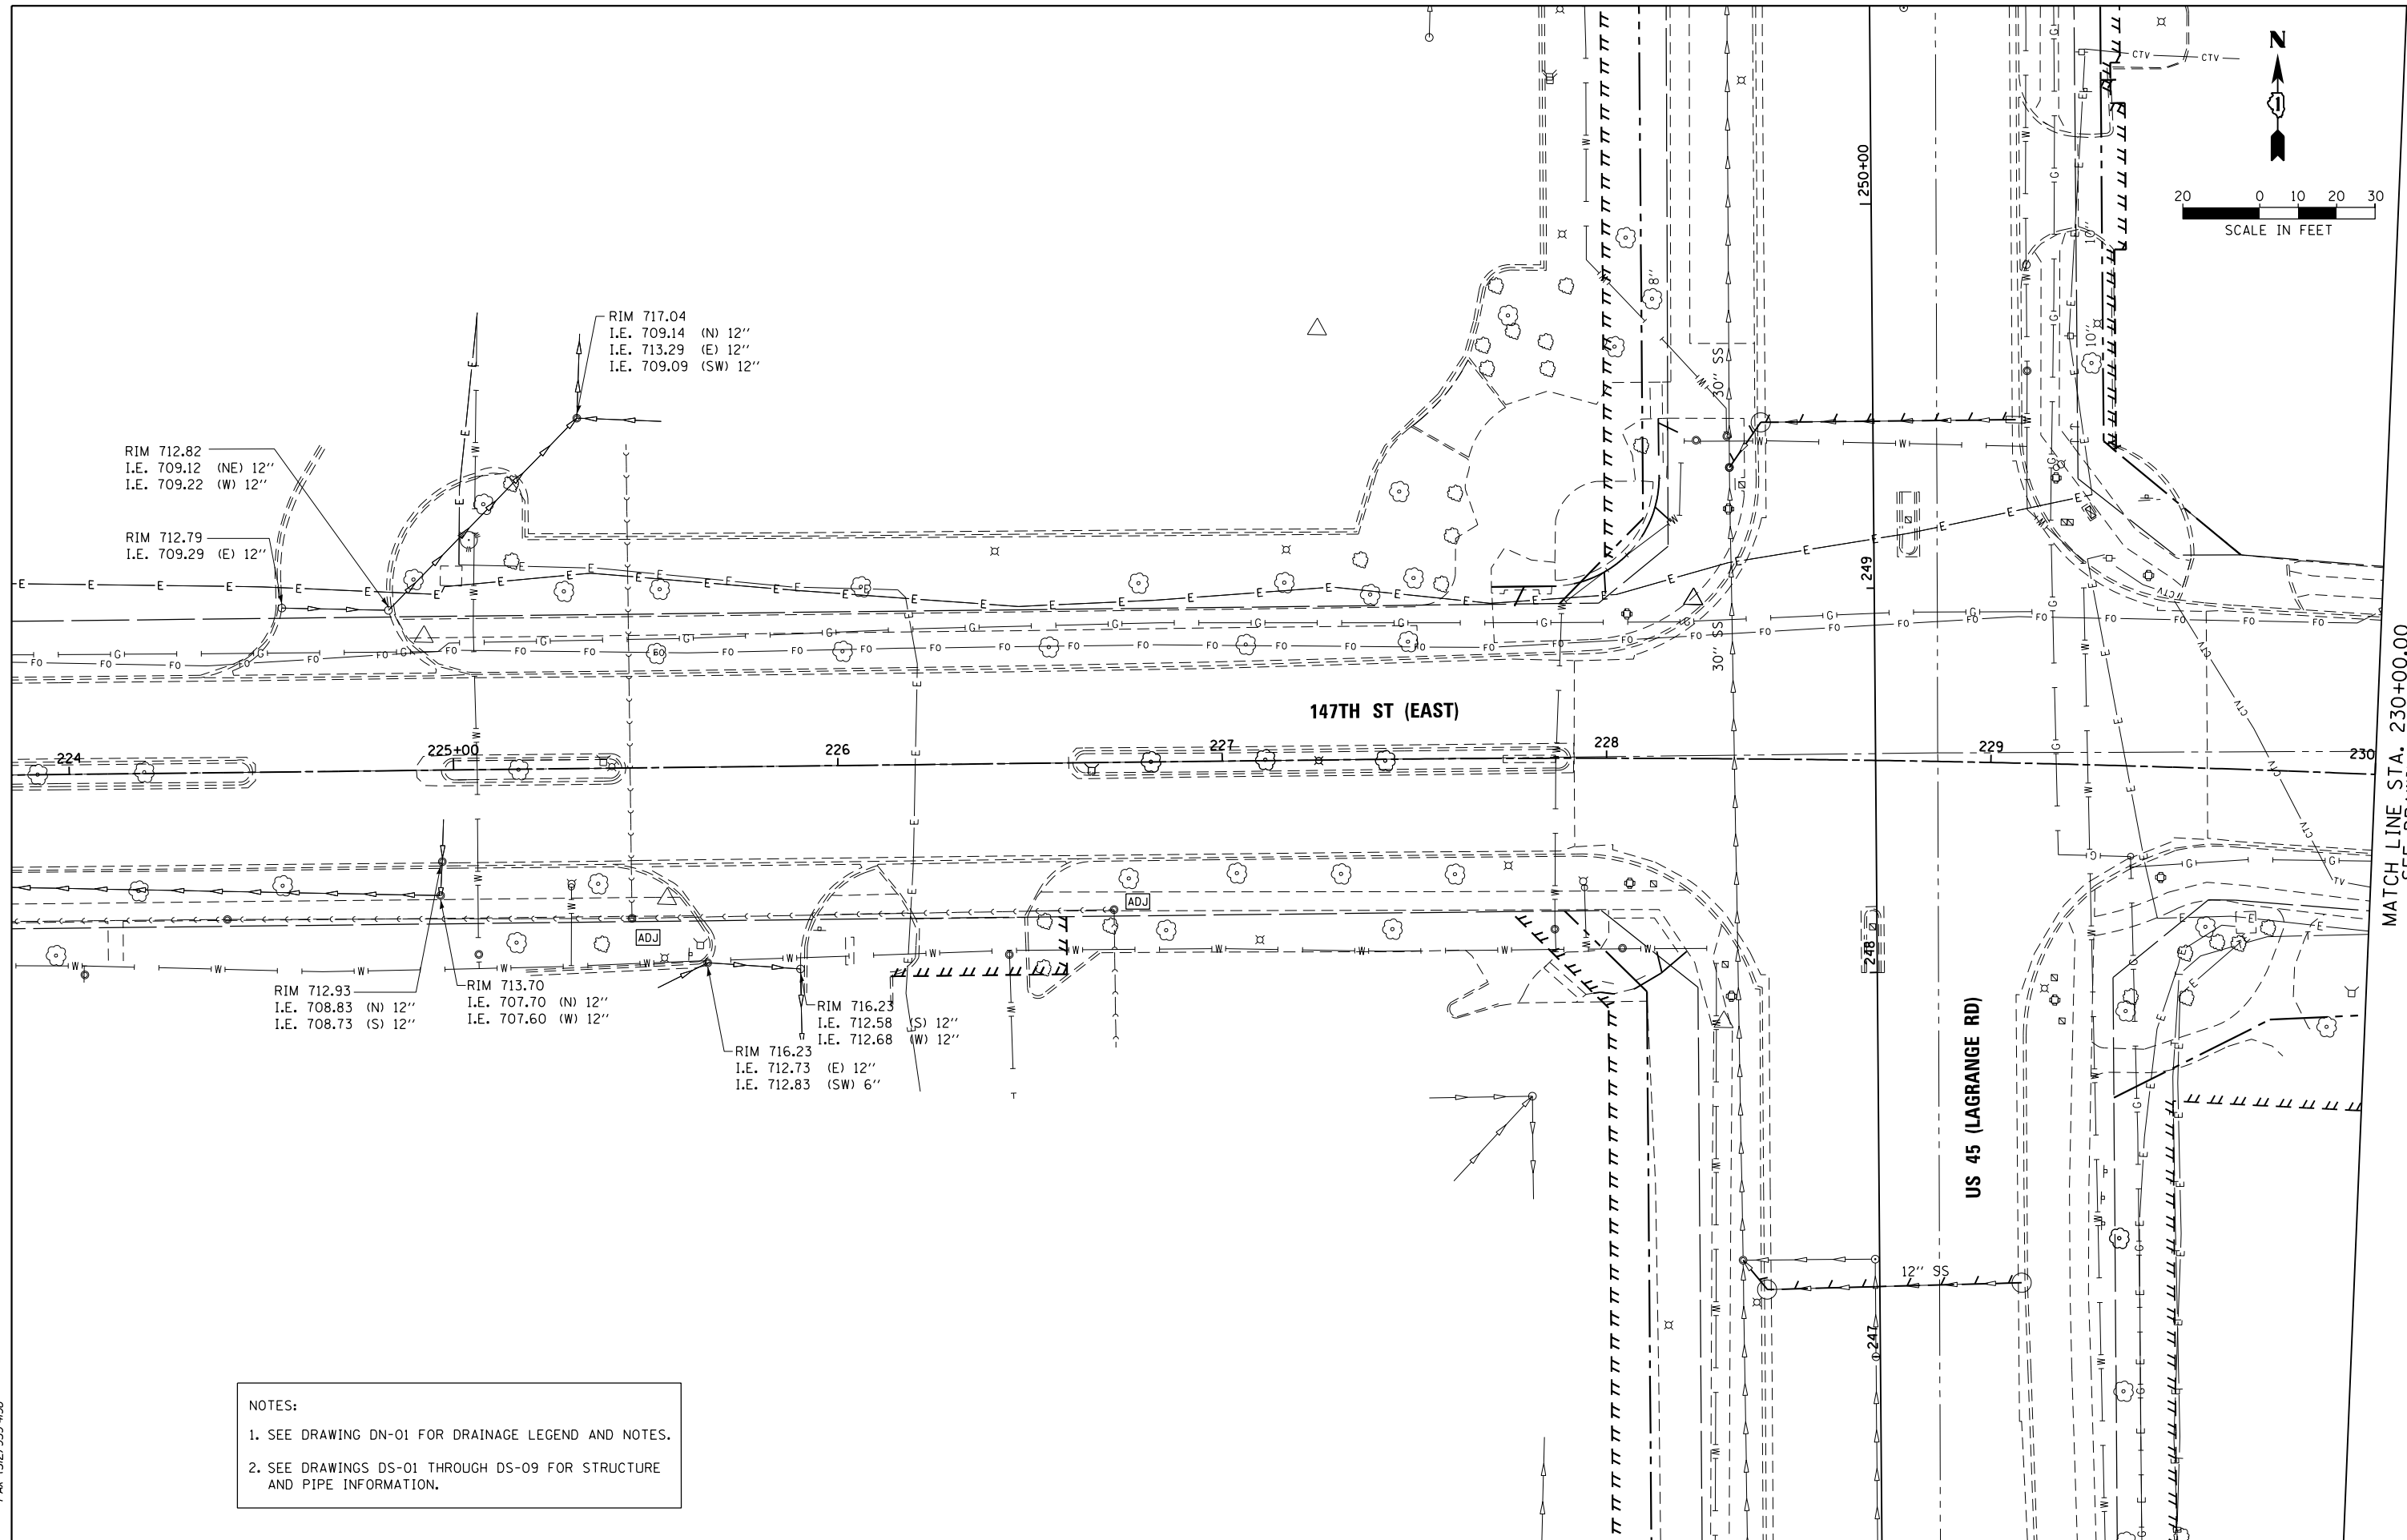 N
20 0 10 20 30
SCALE IN FEET
CTV CTV
250+00
RIM 717.04
I.E. 709.14 (N) 12''
I.E. 713.29 (E) 12''
I.E. 709.09 (SW) 12''
RIM 712.82
I.E. 709.12 (NE) 12''
I.E. 709.22 (W) 12''
RIM 712.79
I.E. 709.29 (E) 12''
8''
10''
10''
30'' SS
30'' SS
249
147TH ST (EAST)
224
225+00
226
227
228
229
230
MATCH LINE STA. 230+00.00
ADJ
ADJ
248
RIM 712.93
I.E. 708.83 (N) 12''
I.E. 708.73 (S) 12''
RIM 713.70
I.E. 707.70 (N) 12''
I.E. 707.60 (W) 12''
RIM 716.23
I.E. 712.58 (S) 12''
I.E. 712.68 (W) 12''
RIM 716.23
I.E. 712.73 (E) 12''
I.E. 712.83 (SW) 6''
US 45 (LAGRANGE RD)
12'' SS
247
NOTES:
1. SEE DRAWING DN-01 FOR DRAINAGE LEGEND AND NOTES.
2. SEE DRAWINGS DS-01 THROUGH DS-09 FOR STRUCTURE
AND PIPE INFORMATION.